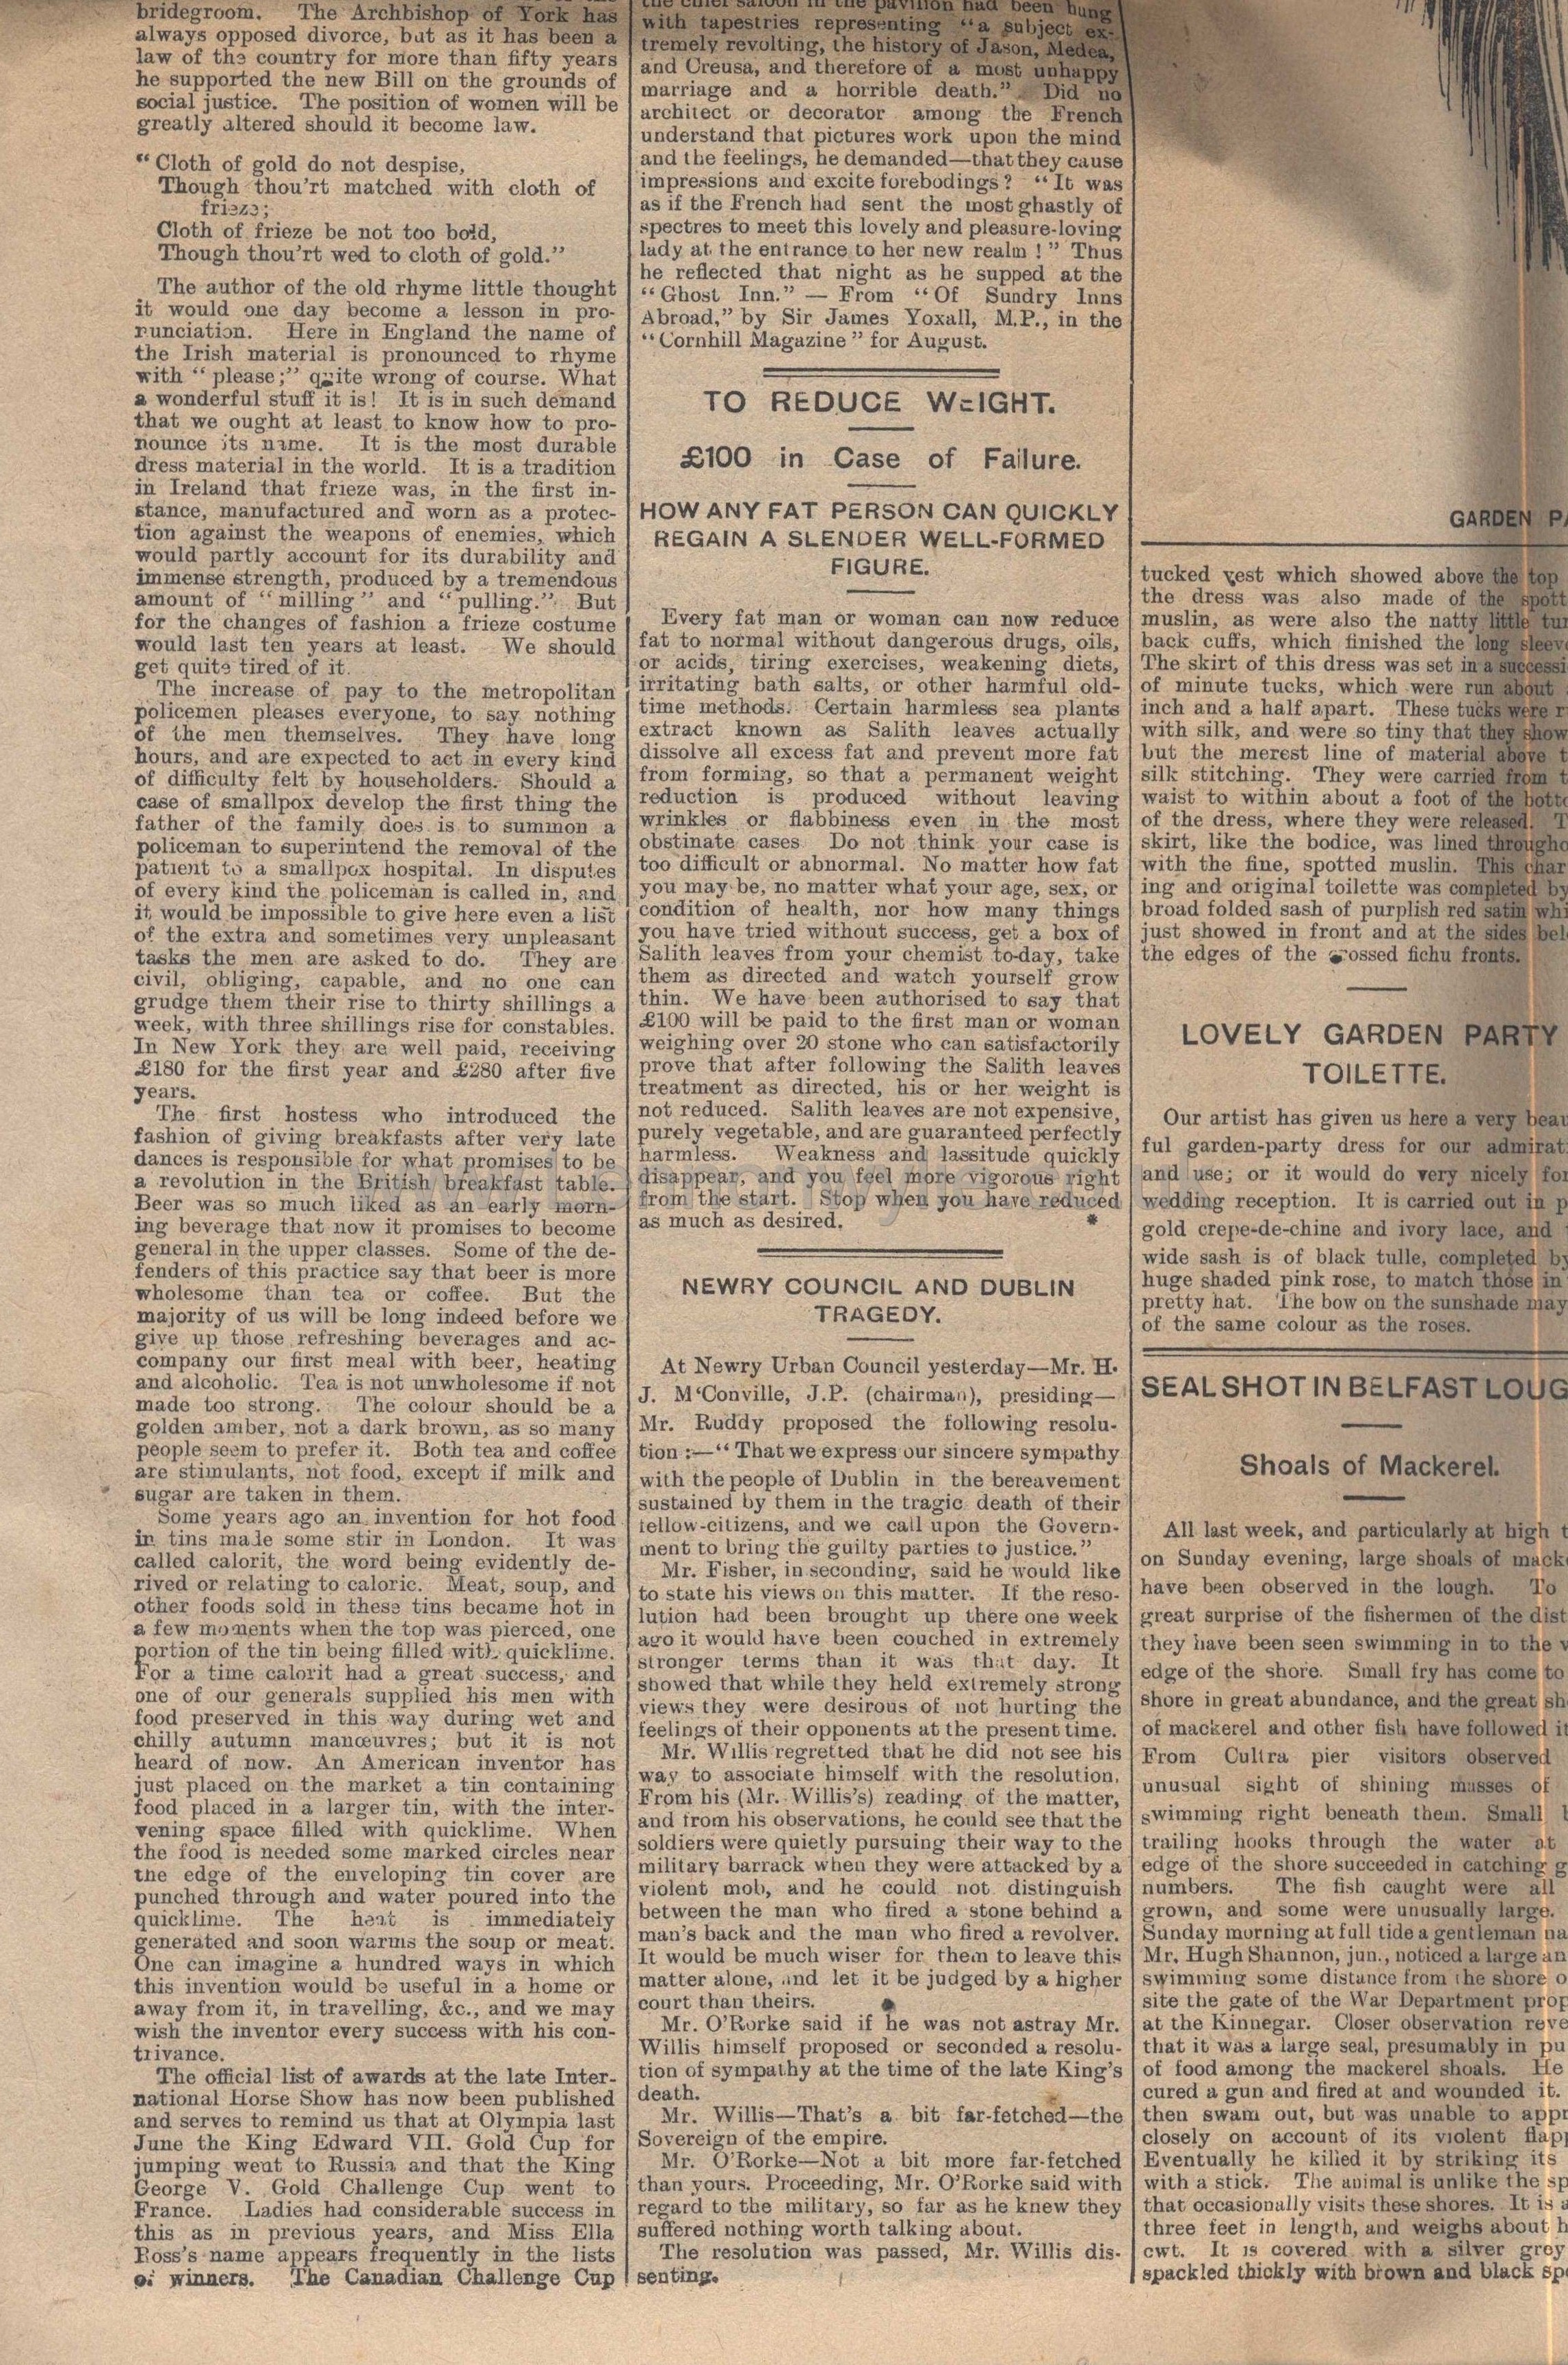 bridegroom. The Archbishop of York has
always opposed divorce, but as it has been a
law of the country for more than fifty years
he supported the new Bill on the grounds of
social justice. The position of women will be
greatly altered should it become law.
"Cloth of gold do not despise,
Though thou'rt matched with cloth of
frieze;
Cloth of frieze be not too bold,
Though thou'rt wed to cloth of gold."
The author of the old rhyme little thought
it would one day become a lesson in pro-
nunciation. Here in England the name of
the Irish material is pronounced to rhyme
with "please;" quite wrong of course. What
a wonderful stuff it is! It is in such demand
that we ought at least to know how to pro-
nounce its name. It is the most durable
dress material in the world. It is a tradition
in Ireland that frieze was, in the first in-
stance, manufactured and worn as a protec-
tion against the weapons of enemies, which
would partly account for its durability and
immense strength, produced by a tremendous
amount of "milling" and "pulling." But
for the changes of fashion a frieze costume
would last ten years at least. We should
get quite tired of it.
The increase of pay to the metropolitan
policemen pleases everyone, to say nothing
of the men themselves. They have long
hours, and are expected to act in every kind
of difficulty felt by householders. Should a
case of smallpox develop the first thing the
father of the family does is to summon a
policeman to superintend the removal of the
patient to a smallpox hospital. In disputes
of every kind the policeman is called in, and
it would be impossible to give here even a list
of the extra and sometimes very unpleasant
tasks the men are asked to do. They are
civil, obliging, capable, and no one can
grudge them their rise to thirty shillings a
week, with three shillings rise for constables.
In New York they are well paid, receiving
£180 for the first year and £280 after five
years.
The first hostess who introduced the
fashion of giving breakfasts after very late
dances is responsible for what promises to be
a revolution in the British breakfast table.
Beer was so much liked as an early morn-
ing beverage that now it promises to become
general in the upper classes. Some of the de-
fenders of this practice say that beer is more
wholesome than tea or coffee. But the
majority of us will be long indeed before we
give up those refreshing beverages and ac-
company our first meal with beer, heating
and alcoholic. Tea is not unwholesome if not
made too strong. The colour should be a
golden amber, not a dark brown, as so many
people seem to prefer it. Both tea and coffee
are stimulants, not food, except if milk and
sugar are taken in them.
Some years ago an invention for hot food
in tins made some stir in London. It was
called calorit, the word being evidently de-
rived or relating to caloric. Meat, soup, and
other foods sold in these tins became hot in
a few moments when the top was pierced, one
portion of the tin being filled with quicklime.
For a time calorit had a great success, and
one of our generals supplied his men with
food preserved in this way during wet and
chilly autumn manœuvres; but it is not
heard of now. An American inventor has
just placed on the market a tin containing
food placed in a larger tin, with the inter-
vening space filled with quicklime. When
the food is needed some marked circles near
the edge of the enveloping tin cover are
punched through and water poured into the
quicklime. The heat is immediately
generated and soon warms the soup or meat.
One can imagine a hundred ways in which
this invention would be useful in a home or
away from it, in travelling, &c., and we may
wish the inventor every success with his con-
trivance.
The official list of awards at the late Inter-
national Horse Show has now been published
and serves to remind us that at Olympia last
June the King Edward VII. Gold Cup for
jumping went to Russia and that the King
George V. Gold Challenge Cup went to
France. Ladies had considerable success in
this as in previous years, and Miss Ella
Ross's name appears frequently in the lists
of winners. The Canadian Challenge Cup
the chief saloon in the pavilion had been hung
with tapestries representing "a subject ex-
tremely revolting, the history of Jason, Medea,
and Creusa, and therefore of a most unhappy
marriage and a horrible death." Did no
architect or decorator among the French
understand that pictures work upon the mind
and the feelings, he demanded—that they cause
impressions and excite forebodings? "It was
as if the French had sent the most ghastly of
spectres to meet this lovely and pleasure-loving
lady at the entrance to her new realm!" Thus
he reflected that night as he supped at the
"Ghost Inn." — From "Of Sundry Inns
Abroad," by Sir James Yoxall, M.P., in the
"Cornhill Magazine" for August.
TO REDUCE WEIGHT.
£100 in Case of Failure.
HOW ANY FAT PERSON CAN QUICKLY
REGAIN A SLENDER WELL-FORMED
FIGURE.
Every fat man or woman can now reduce
fat to normal without dangerous drugs, oils,
or acids, tiring exercises, weakening diets,
irritating bath salts, or other harmful old-
time methods. Certain harmless sea plants
extract known as Salith leaves actually
dissolve all excess fat and prevent more fat
from forming, so that a permanent weight
reduction is produced without leaving
wrinkles or flabbiness even in the most
obstinate cases Do not think your case is
too difficult or abnormal. No matter how fat
you may be, no matter what your age, sex, or
condition of health, nor how many things
you have tried without success, get a box of
Salith leaves from your chemist to-day, take
them as directed and watch yourself grow
thin. We have been authorised to say that
£100 will be paid to the first man or woman
weighing over 20 stone who can satisfactorily
prove that after following the Salith leaves
treatment as directed, his or her weight is
not reduced. Salith leaves are not expensive,
purely vegetable, and are guaranteed perfectly
harmless. Weakness and lassitude quickly
disappear, and you feel more vigorous right
from the start. Stop when you have reduced
as much as desired. *
NEWRY COUNCIL AND DUBLIN
TRAGEDY.
At Newry Urban Council yesterday—Mr. H.
J. M'Conville, J.P. (chairman), presiding—
Mr. Ruddy proposed the following resolu-
tion:—"That we express our sincere sympathy
with the people of Dublin in the bereavement
sustained by them in the tragic death of their
fellow-citizens, and we call upon the Govern-
ment to bring the guilty parties to justice."
Mr. Fisher, in seconding, said he would like
to state his views on this matter. If the reso-
lution had been brought up there one week
ago it would have been couched in extremely
stronger terms than it was that day. It
showed that while they held extremely strong
views they were desirous of not hurting the
feelings of their opponents at the present time.
Mr. Willis regretted that he did not see his
way to associate himself with the resolution.
From his (Mr. Willis's) reading of the matter,
and from his observations, he could see that the
soldiers were quietly pursuing their way to the
military barrack when they were attacked by a
violent mob, and he could not distinguish
between the man who fired a stone behind a
man's back and the man who fired a revolver.
It would be much wiser for them to leave this
matter alone, and let it be judged by a higher
court than theirs.
Mr. O'Rorke said if he was not astray Mr.
Willis himself proposed or seconded a resolu-
tion of sympathy at the time of the late King's
death.
Mr. Willis—That's a bit far-fetched—the
Sovereign of the empire.
Mr. O'Rorke—Not a bit more far-fetched
than yours. Proceeding, Mr. O'Rorke said with
regard to the military, so far as he knew they
suffered nothing worth talking about.
The resolution was passed, Mr. Willis dis-
senting.
GARDEN PA
tucked vest which showed above the top
the dress was also made of the spott
muslin, as were also the natty little tur
back cuffs, which finished the long sleeve
The skirt of this dress was set in a successi
of minute tucks, which were run about
inch and a half apart. These tucks were r
with silk, and were so tiny that they show
but the merest line of material above t
silk stitching. They were carried from t
waist to within about a foot of the botto
of the dress, where they were released. T
skirt, like the bodice, was lined througho
with the fine, spotted muslin. This char
ing and original toilette was completed by
broad folded sash of purplish red satin whi
just showed in front and at the sides bel
the edges of the crossed fichu fronts.
LOVELY GARDEN PARTY
TOILETTE.
Our artist has given us here a very beau
ful garden-party dress for our admirati
and use; or it would do very nicely for
wedding reception. It is carried out in p
gold crepe-de-chine and ivory lace, and
wide sash is of black tulle, completed by
huge shaded pink rose, to match those in
pretty hat. The bow on the sunshade may
of the same colour as the roses.
SEAL SHOT IN BELFAST LOUG
Shoals of Mackerel.
All last week, and particularly at high t
on Sunday evening, large shoals of macke
have been observed in the lough. To
great surprise of the fishermen of the dist
they have been seen swimming in to the v
edge of the shore. Small fry has come to
shore in great abundance, and the great sh
of mackerel and other fish have followed it
From Cultra pier visitors observed
unusual sight of shining masses of
swimming right beneath them. Small b
trailing hooks through the water at
edge of the shore succeeded in catching g
numbers. The fish caught were all
grown, and some were unusually large.
Sunday morning at full tide a gentleman na
Mr. Hugh Shannon, jun., noticed a large an
swimming some distance from the shore o
site the gate of the War Department prop
at the Kinnegar. Closer observation reve
that it was a large seal, presumably in pu
of food among the mackerel shoals. He
cured a gun and fired at and wounded it.
then swam out, but was unable to appr
closely on account of its violent flapp
Eventually he killed it by striking its
with a stick. The animal is unlike the sp
that occasionally visits these shores. It is a
three feet in length, and weighs about h
cwt. It is covered with a silver grey
spackled thickly with brown and black spo